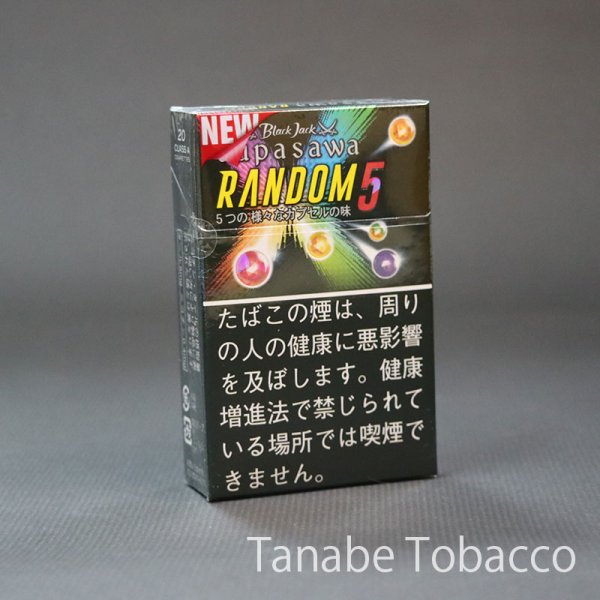 NEW
Black Jack
upasawa
RANDOM 5
5つの様々なカプセルの味
20
CLASS A
CIGARETTES
たばこの煙は、周り
の人の健康に悪影響
を及ぼします。健康
増進法で禁じられて
いる場所では喫煙で
きません。
Tanabe Tobacco